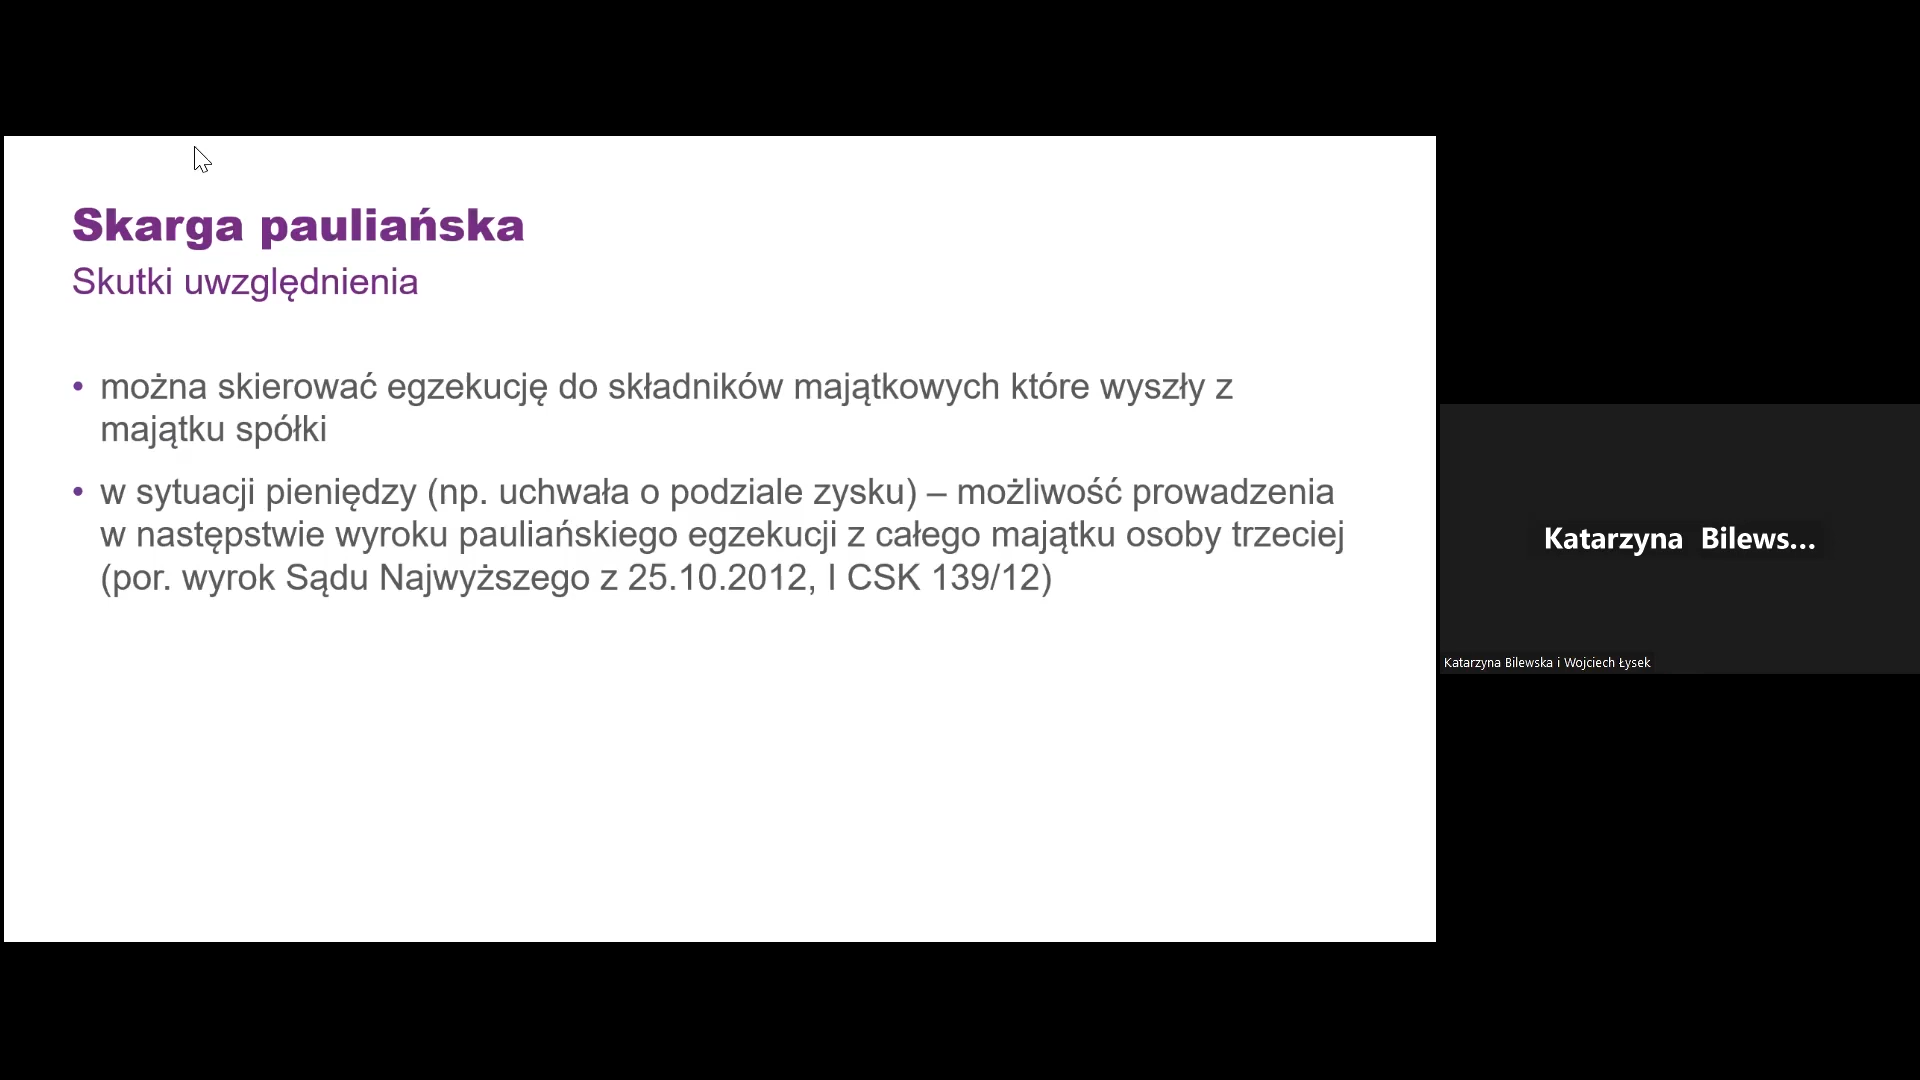 Skarga pauliańska
Skutki uwzględnienia
• można skierować egzekucję do składników majątkowych które wyszły z
majątku spółki
• w sytuacji pieniędzy (np. uchwała o podziale zysku) – możliwość prowadzenia
w następstwie wyroku pauliańskiego egzekucji z całego majątku osoby trzeciej
(por. wyrok Sądu Najwyższego z 25.10.2012, I CSK 139/12)
Katarzyna Bilews...
Katarzyna Bilewska i Wojciech Łysek